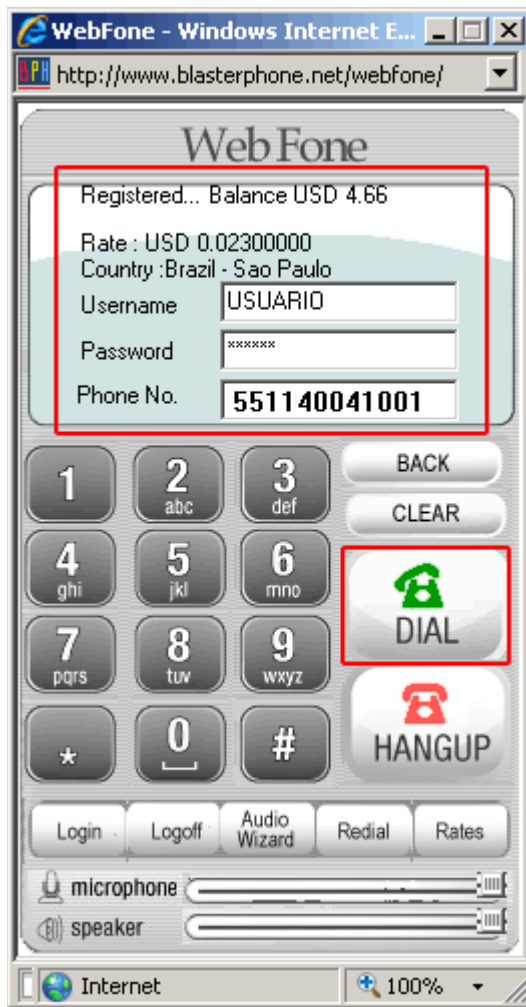 WebFone - Windows Internet E...
BPH http://www.blasterphone.net/webfone/
Web Fone
Registered... Balance USD 4.66
Rate : USD 0.02300000
Country :Brazil - Sao Paulo
Username USUARIO
Password ******
Phone No. 551140041001
1 2 3 BACK
abc def
CLEAR
4 5 6
ghi jkl mno
DIAL
7 8 9
pqrs tuv wxyz
* 0 # HANGUP
Login Logoff Audio Wizard Redial Rates
microphone
speaker
Internet 100%